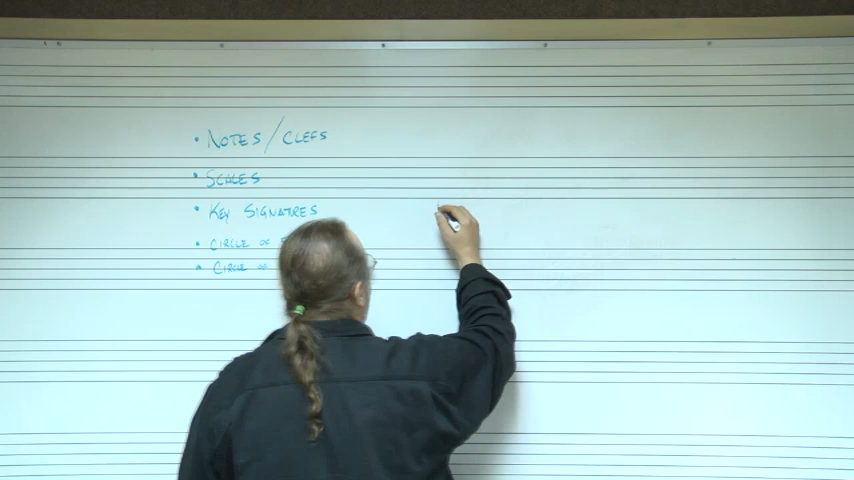 • NOTES/CLEFS
• SCALES
• KEY SIGNATURES
• CIRCLE OF
• CIRCLE OF